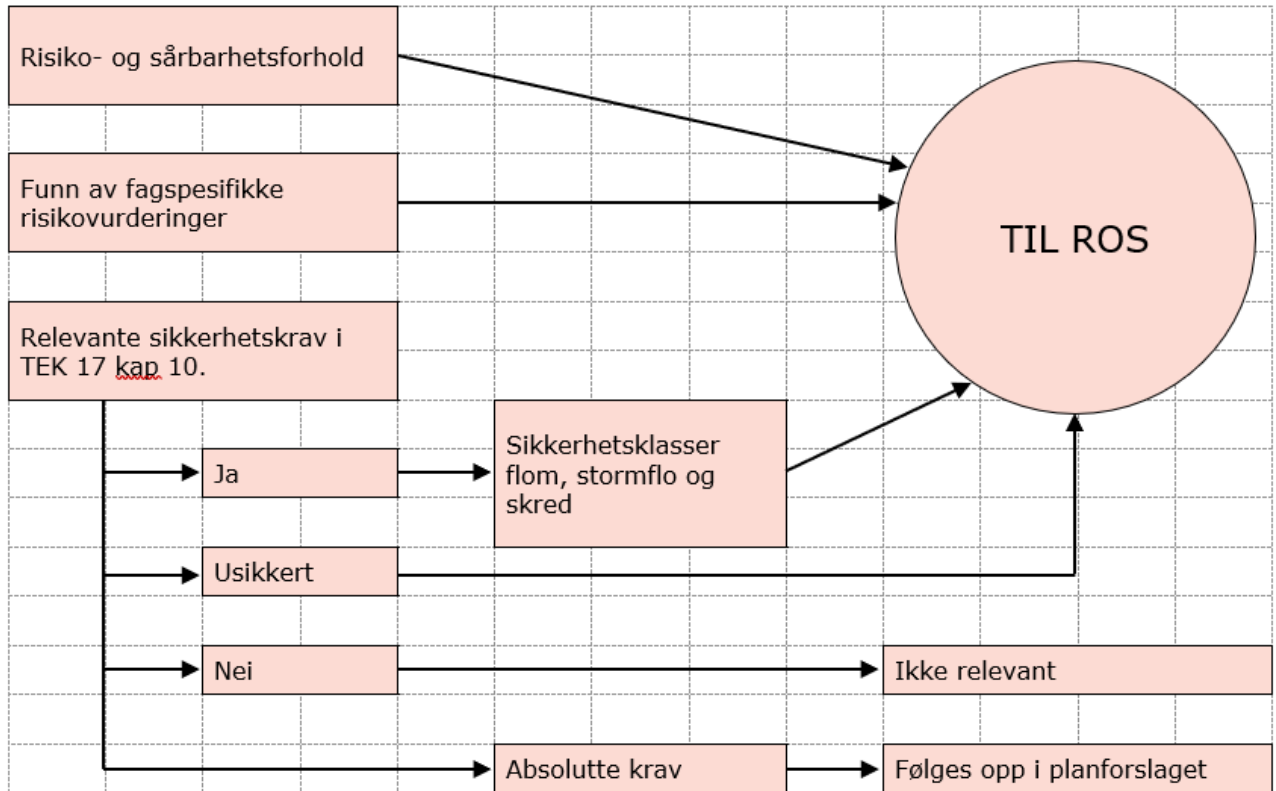 Risiko- og sårbarhetsforhold
Funn av fagspesifikke
risikovurderinger
TIL ROS
Relevante sikkerhetskrav i
TEK 17 kap 10.
Ja
Sikkerhetsklasser
flom, stormflo og
skred
Usikkert
Nei
Ikke relevant
Absolutte krav
Følges opp i planforslaget